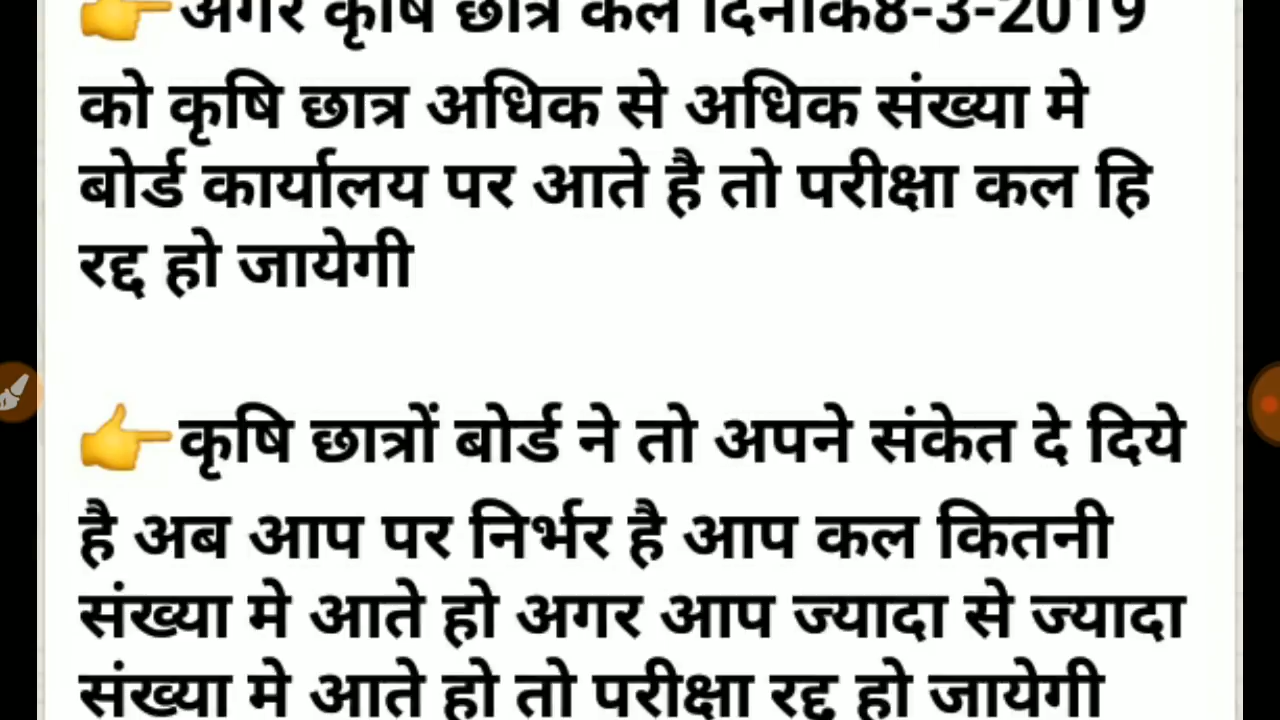 👉अगर कृषि छात्र कल दिनांक8-3-2019
को कृषि छात्र अधिक से अधिक संख्या मे
बोर्ड कार्यालय पर आते है तो परीक्षा कल हि
रद्द हो जायेगी
👉कृषि छात्रों बोर्ड ने तो अपने संकेत दे दिये
है अब आप पर निर्भर है आप कल कितनी
संख्या मे आते हो अगर आप ज्यादा से ज्यादा
संख्या मे आते हो तो परीक्षा रद्द हो जायेगी